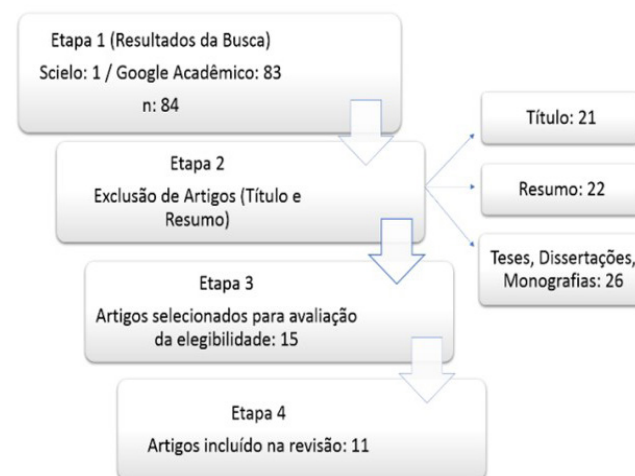 Etapa 1 (Resultados da Busca)
Scielo: 1 / Google Acadêmico: 83
n: 84
Etapa 2
Exclusão de Artigos (Título e
Resumo)
Título: 21
Resumo: 22
Teses, Dissertações,
Monografias: 26
Etapa 3
Artigos selecionados para avaliação
da elegibilidade: 15
Etapa 4
Artigos incluído na revisão: 11